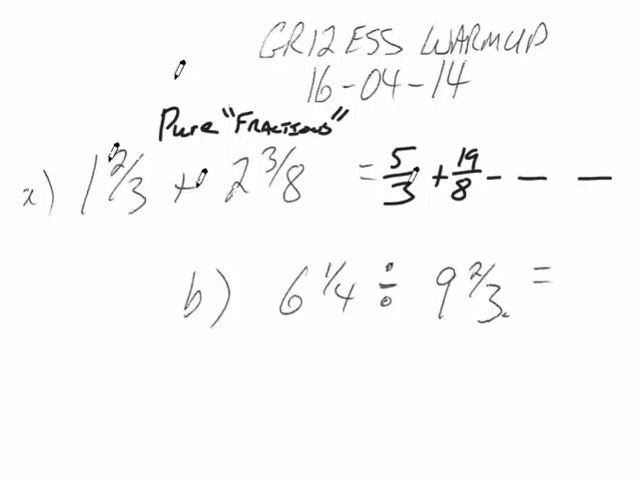 GR12 ESS WARMUP
16-04-14
Pure "Fractions"
a) 1 2/3 + 2 3/8 = 5/3 + 19/8 - — —
b) 6 1/4 ÷ 9 2/3. =